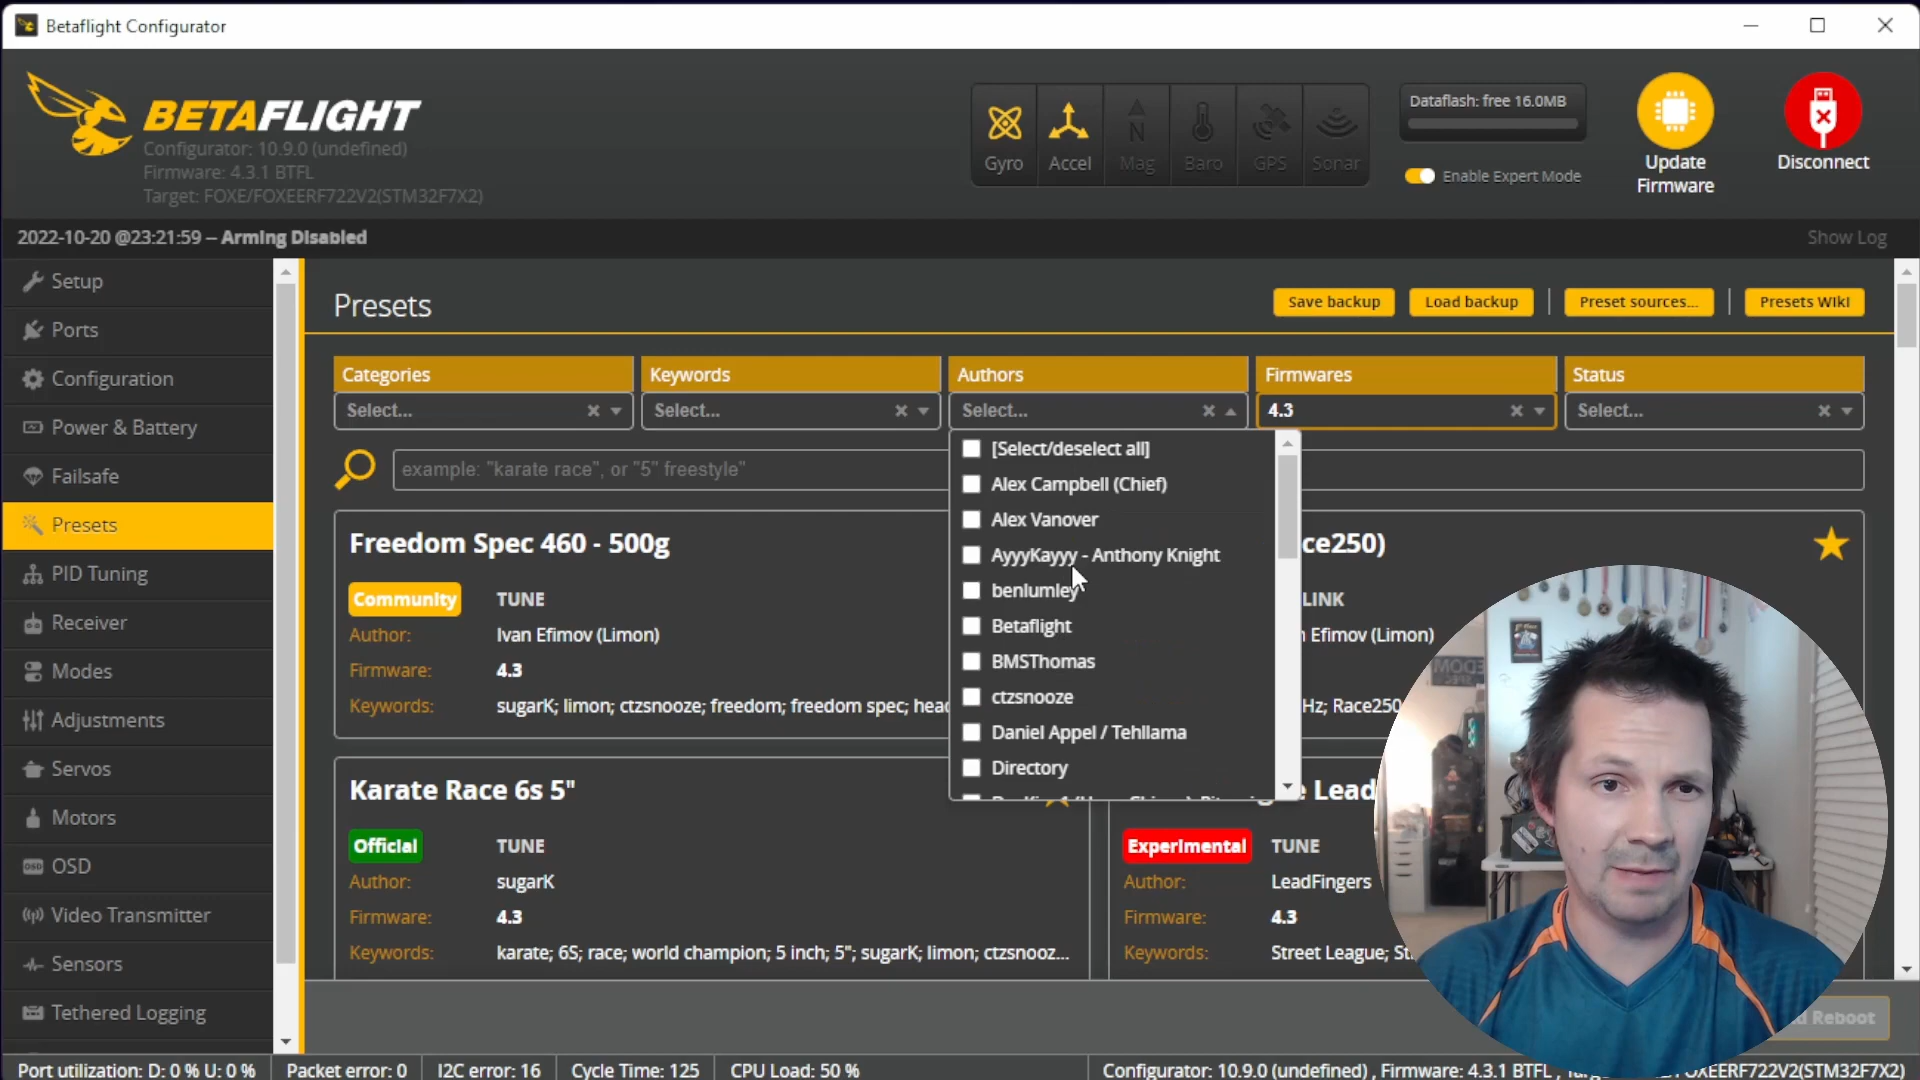 Betaflight Configurator
BETAFLIGHT
Configurator: 10.9.0 (undefined)
Firmware: 4.3.1 BTFL
Target: FOXE/FOXEERF722V2(STM32F7X2)
Gyro
Accel
Mag
Baro
GPS
Sonar
Dataflash: free 16.0MB
Enable Expert Mode
Update
Firmware
Disconnect
2022-10-20 @23:21:59 -- Arming Disabled
Show Log
Setup
Ports
Configuration
Power & Battery
Failsafe
Presets
PID Tuning
Receiver
Modes
Adjustments
Servos
Motors
OSD
Video Transmitter
Sensors
Tethered Logging
Presets
Save backup
Load backup
Preset sources...
Presets Wiki
Categories
Keywords
Authors
Firmwares
Status
Select...
Select...
Select...
4.3
Select...
example: "karate race", or "5" freestyle"
[Select/deselect all]
Alex Campbell (Chief)
Alex Vanover
AyyyKayyy - Anthony Knight
benlumley
Betaflight
BMSThomas
ctzsnooze
Daniel Appel / Tehllama
Directory
Freedom Spec 460 - 500g
Community TUNE
Author: Ivan Efimov (Limon)
Firmware: 4.3
Keywords: sugarK; limon; ctzsnooze; freedom; freedom spec; head
ce250)
LINK
Efimov (Limon)
Hz; Race250
Karate Race 6s 5"
Official TUNE
Author: sugarK
Firmware: 4.3
Keywords: karate; 6S; race; world champion; 5 inch; 5"; sugarK; limon; ctzsnooz...
e Lead
Experimental TUNE
Author: LeadFingers
Firmware: 4.3
Keywords: Street League; St
Reboot
Port utilization: D: 0 % U: 0 %
Packet error: 0
I2C error: 16
Cycle Time: 125
CPU Load: 50 %
Configurator: 10.9.0 (undefined) , Firmware: 4.3.1 BTFL , OXEERF722V2(STM32F7X2)